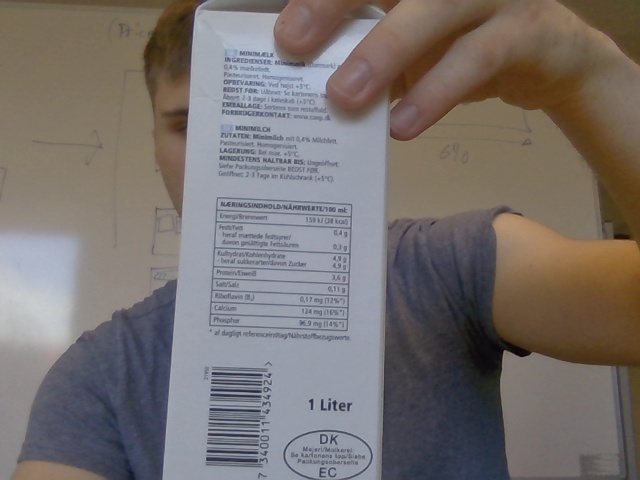 MINIMÆLK
INGREDIENSER: Minimælk
0,4% mælkefedt.
Pasteuriseret. Homogeniseret.
OPBEVARING: Ved højst +5°C.
BEDST FØR: Uåbnet: Se kartonens top
Åbnet: 2-3 dage i køleskab (+5°C).
EMBALLAGE: Sorteres som restaffald.
FORBRUGERKONTAKT: www.coop.dk
MINIMILCH
ZUTATEN: Minimilch mit 0,4% Milchfett.
Pasteurisiert. Homogenisiert.
LAGERUNG: Bei max. +5°C.
MINDESTENS HALTBAR BIS: Ungeöffnet:
Siehe Packungsoberseite BEDST FØR.
Geöffnet: 2-3 Tage im Kühlschrank (+5°C).
NÆRINGSINDHOLD/NÄHRWERTE/100 ml:
Energi/Brennwert 159 kJ (38 kcal)
Fedt/Fett 0,4 g
heraf mættede fedtsyrer/
davon gesättigte Fettsäuren 0,3 g
Kulhydrat/Kohlenhydrate 4,9 g
- heraf sukkerarter/davon Zucker 4,9 g
Protein/Eiweiß 3,6 g
Salt/Salz 0,11 g
Riboflavin (B₂) 0,17 mg (12%*)
Calcium 124 mg (16%*)
Phosphor 96,9 mg (14%*)
* af dagligt referenceindtag/Nährstoffbezugswerte
7 340011 434924 >
1 Liter
DK
Mejeri/Molkerei:
Se kartonens top/Siehe
Packungsoberseite
EC